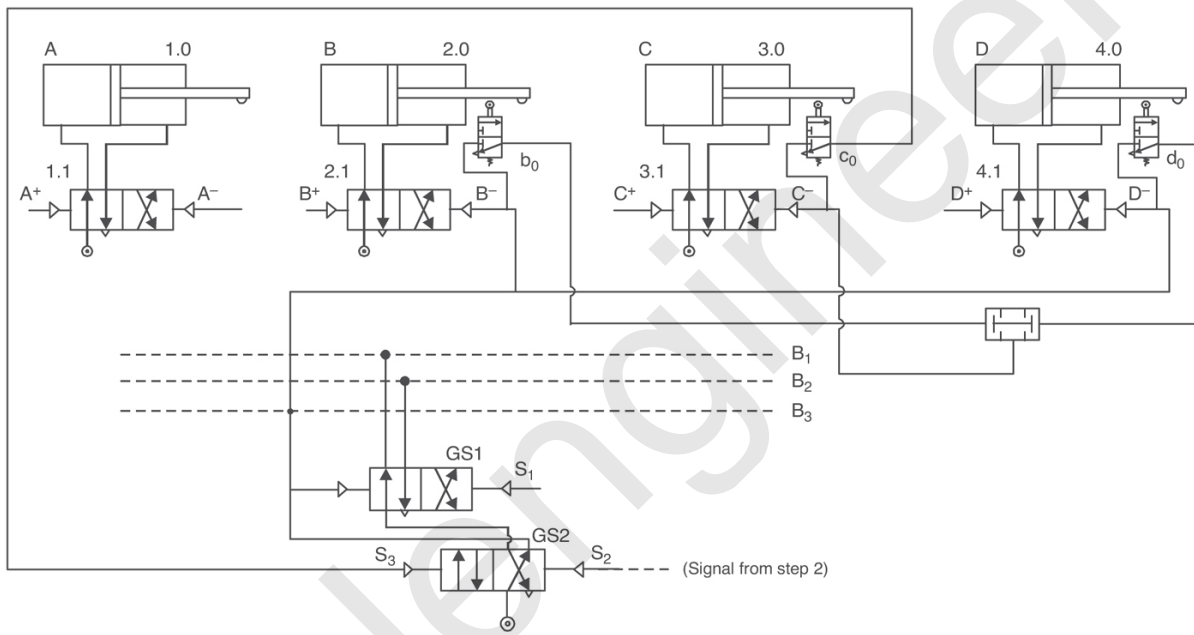 A 1.0 B 2.0 C 3.0 D 4.0
b₀ c₀ d₀
1.1 2.1 3.1 4.1
A⁺ A⁻ B⁺ B⁻ C⁺ C⁻ D⁺ D⁻
B₁
B₂
B₃
GS1 S₁
GS2
S₃ S₂ (Signal from step 2)